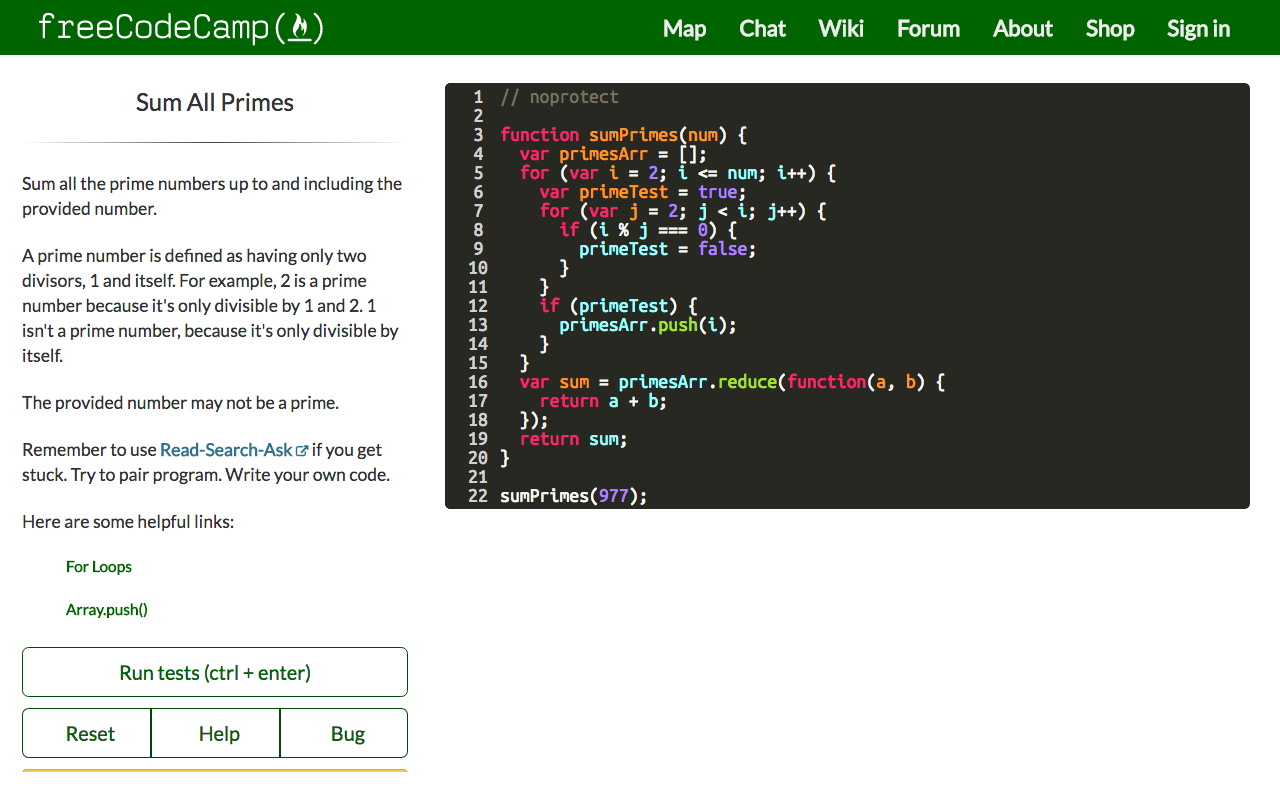 freeCodeCamp()
Map Chat Wiki Forum About Shop Sign in
Sum All Primes
Sum all the prime numbers up to and including the
provided number.
A prime number is defined as having only two
divisors, 1 and itself. For example, 2 is a prime
number because it's only divisible by 1 and 2. 1
isn't a prime number, because it's only divisible by
itself.
The provided number may not be a prime.
Remember to use Read-Search-Ask if you get
stuck. Try to pair program. Write your own code.
Here are some helpful links:
For Loops
Array.push()
Run tests (ctrl + enter)
Reset Help Bug
1 // noprotect
2
3 function sumPrimes(num) {
4   var primesArr = [];
5   for (var i = 2; i <= num; i++) {
6     var primeTest = true;
7     for (var j = 2; j < i; j++) {
8       if (i % j === 0) {
9         primeTest = false;
10       }
11     }
12     if (primeTest) {
13       primesArr.push(i);
14     }
15   }
16   var sum = primesArr.reduce(function(a, b) {
17     return a + b;
18   });
19   return sum;
20 }
21
22 sumPrimes(977);